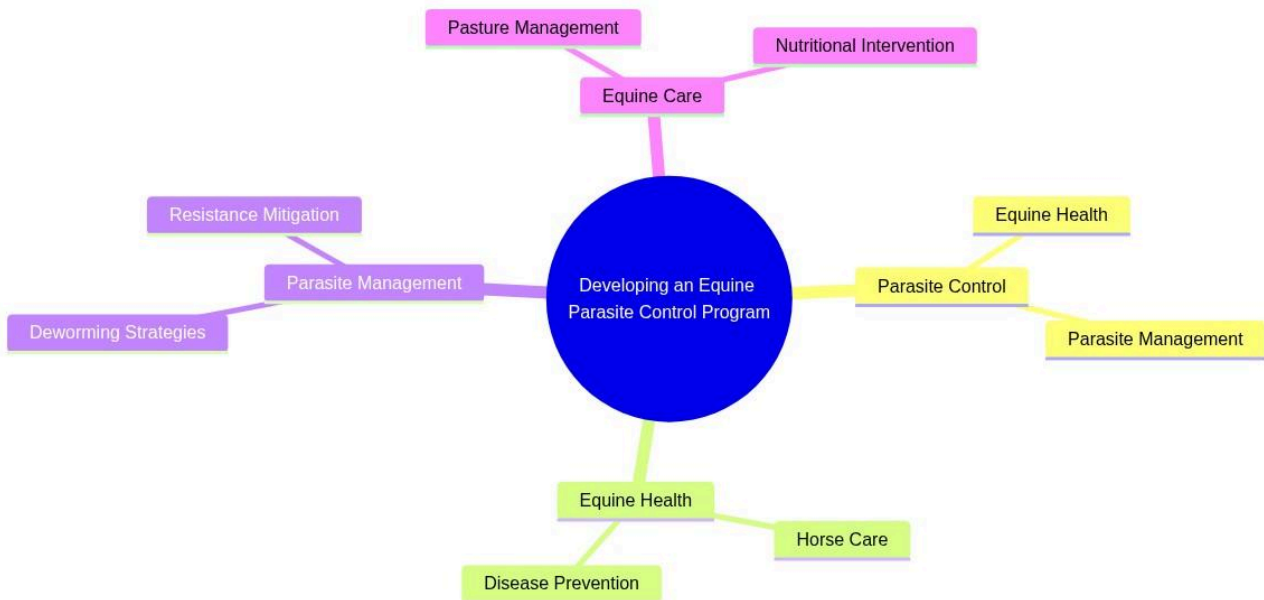 Pasture Management
Nutritional Intervention
Equine Care
Resistance Mitigation
Equine Health
Parasite Management
Developing an Equine
Parasite Control Program
Parasite Control
Deworming Strategies
Parasite Management
Equine Health
Horse Care
Disease Prevention